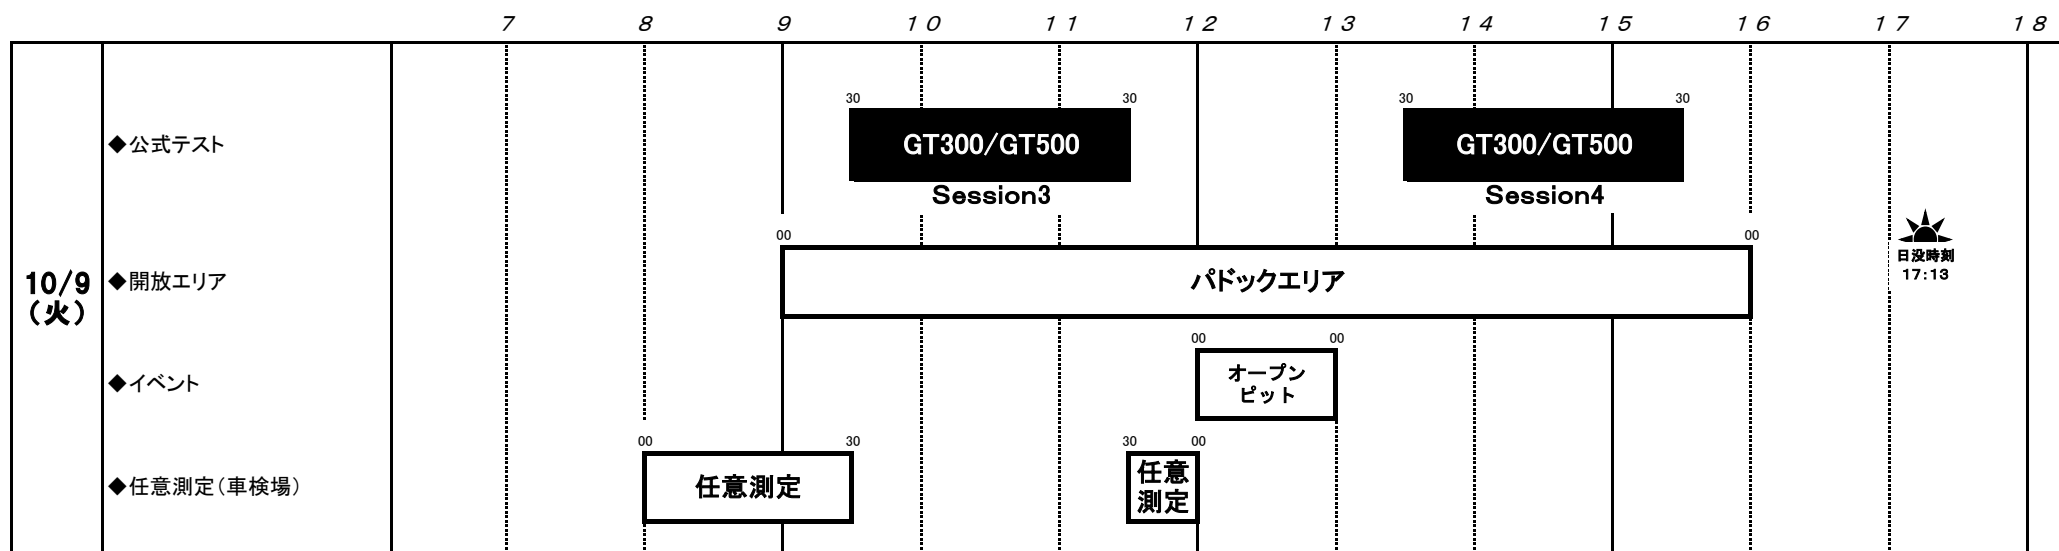 7 8 9 10 11 12 13 14 15 16 17 18
30 30 30 30
◆公式テスト GT300/GT500 GT300/GT500
Session3 Session4
00 00
10/9
(火)
◆開放エリア パドックエリア
日没時刻
17:13
00 00
◆イベント オープン
ピット
00 30 30 00
◆任意測定(車検場) 任意測定 任意
測定